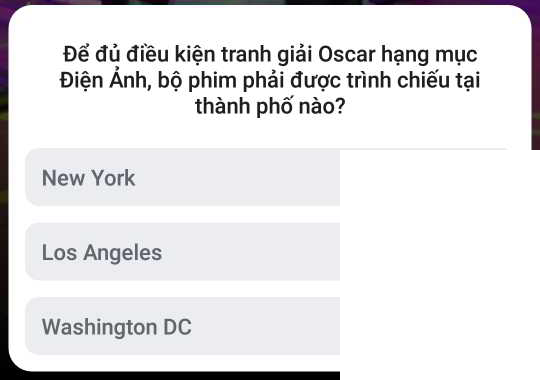 Để đủ điều kiện tranh giải Oscar hạng mục
Điện Ảnh, bộ phim phải được trình chiếu tại
thành phố nào?
New York
Los Angeles
Washington DC